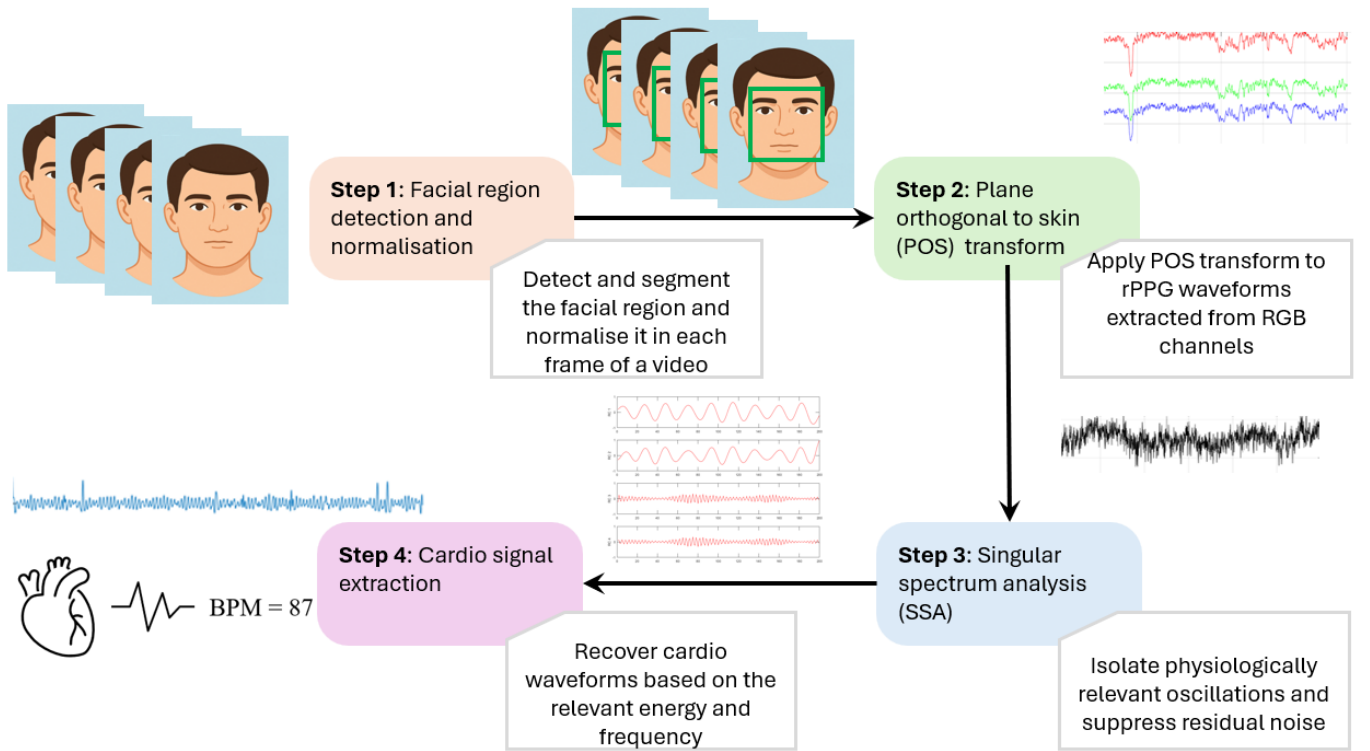 Step 1: Facial region
detection and
normalisation
Detect and segment
the facial region and
normalise it in each
frame of a video
Step 2: Plane
orthogonal to skin
(POS) transform
Apply POS transform to
rPPG waveforms
extracted from RGB
channels
Step 3: Singular
spectrum analysis
(SSA)
Isolate physiologically
relevant oscillations and
suppress residual noise
Step 4: Cardio signal
extraction
Recover cardio
waveforms based on the
relevant energy and
frequency
BPM = 87